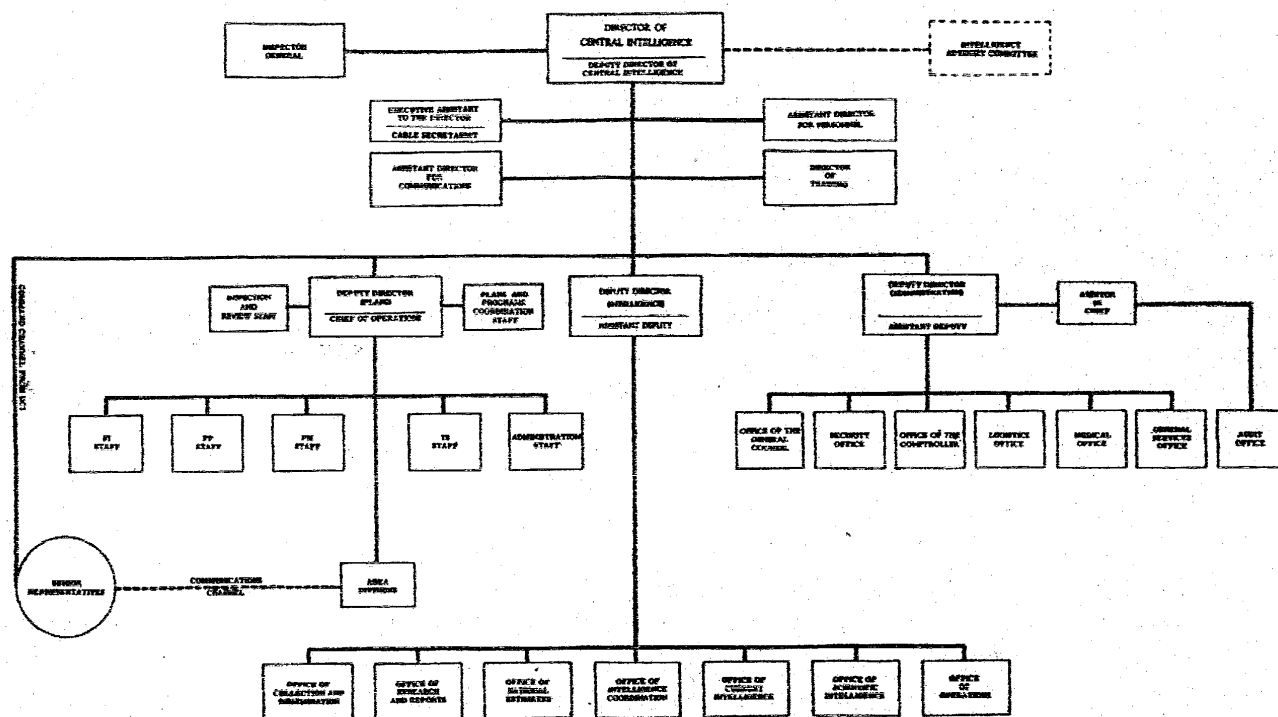 DIRECTOR OF
CENTRAL INTELLIGENCE
DEPUTY DIRECTOR OF
CENTRAL INTELLIGENCE
INSPECTOR
GENERAL
INTELLIGENCE
ADVISORY COMMITTEE
EXECUTIVE ASSISTANT
TO THE DIRECTOR
CABLE SECRETARIAT
ASSISTANT DIRECTOR
FOR PERSONNEL
ASSISTANT DIRECTOR
FOR
COMMUNICATIONS
DIRECTOR
OF
TRAINING
COMMAND CHANNEL FROM DCI
INSPECTION
AND
REVIEW STAFF
DEPUTY DIRECTOR
(PLANS)
CHIEF OF OPERATIONS
PLANS AND
PROGRAMS
COORDINATION
STAFF
DEPUTY DIRECTOR
(INTELLIGENCE)
ASSISTANT DEPUTY
DEPUTY DIRECTOR
(ADMINISTRATION)
ASSISTANT DEPUTY
AUDITOR
IN
CHIEF
FI
STAFF
PP
STAFF
PM
STAFF
TS
STAFF
ADMINISTRATION
STAFF
OFFICE OF THE
GENERAL
COUNSEL
SECURITY
OFFICE
OFFICE OF THE
COMPTROLLER
LOGISTICS
OFFICE
MEDICAL
OFFICE
GENERAL
SERVICES
OFFICE
AUDIT
OFFICE
SENIOR
REPRESENTATIVES
COMMUNICATIONS
CHANNEL
AREA
DIVISIONS
OFFICE OF
COLLECTION AND
DISSEMINATION
OFFICE OF
RESEARCH
AND REPORTS
OFFICE OF
NATIONAL
ESTIMATES
OFFICE OF
INTELLIGENCE
COORDINATION
OFFICE OF
CURRENT
INTELLIGENCE
OFFICE OF
SCIENTIFIC
INTELLIGENCE
OFFICE
OF
OPERATIONS